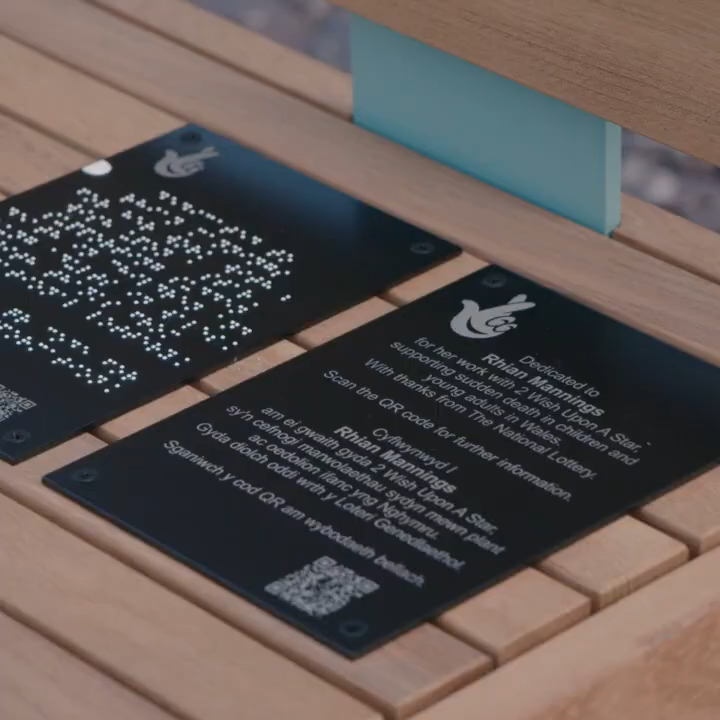 Dedicated to
Rhian Mannings
for her work with 2 Wish Upon A Star,
supporting sudden death in children and
young adults in Wales.
With thanks from The National Lottery.
Scan the QR code for further information.
Cyflwynwyd i
Rhian Mannings
am ei gwaith gyda 2 Wish Upon A Star,
sy'n cefnogi marwolaethau sydyn mewn plant
ac oedolion ifanc yng Nghymru.
Gyda diolch oddi wrth y Loteri Genedlaethol.
Sganiwch y cod QR am wybodaeth bellach.